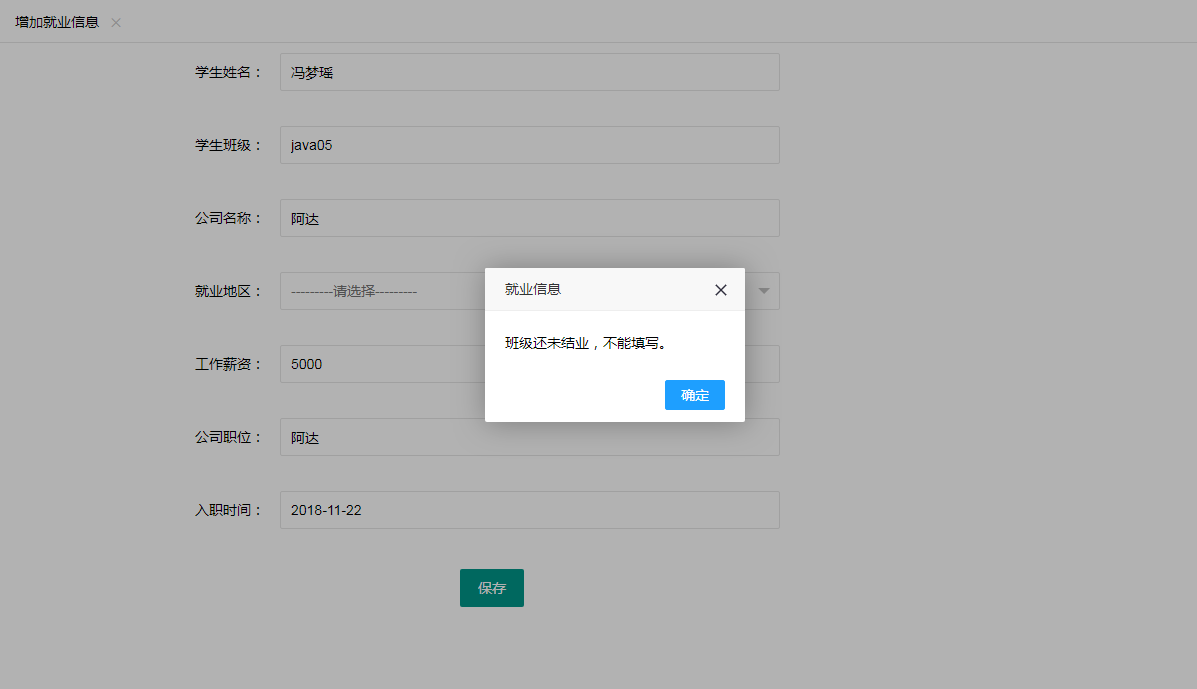 增加就业信息
学生姓名： 冯梦瑶
学生班级： java05
公司名称： 阿达
就业地区： ---------请选择---------
就业信息
班级还未结业，不能填写。
工作薪资： 5000
确定
公司职位： 阿达
入职时间： 2018-11-22
保存